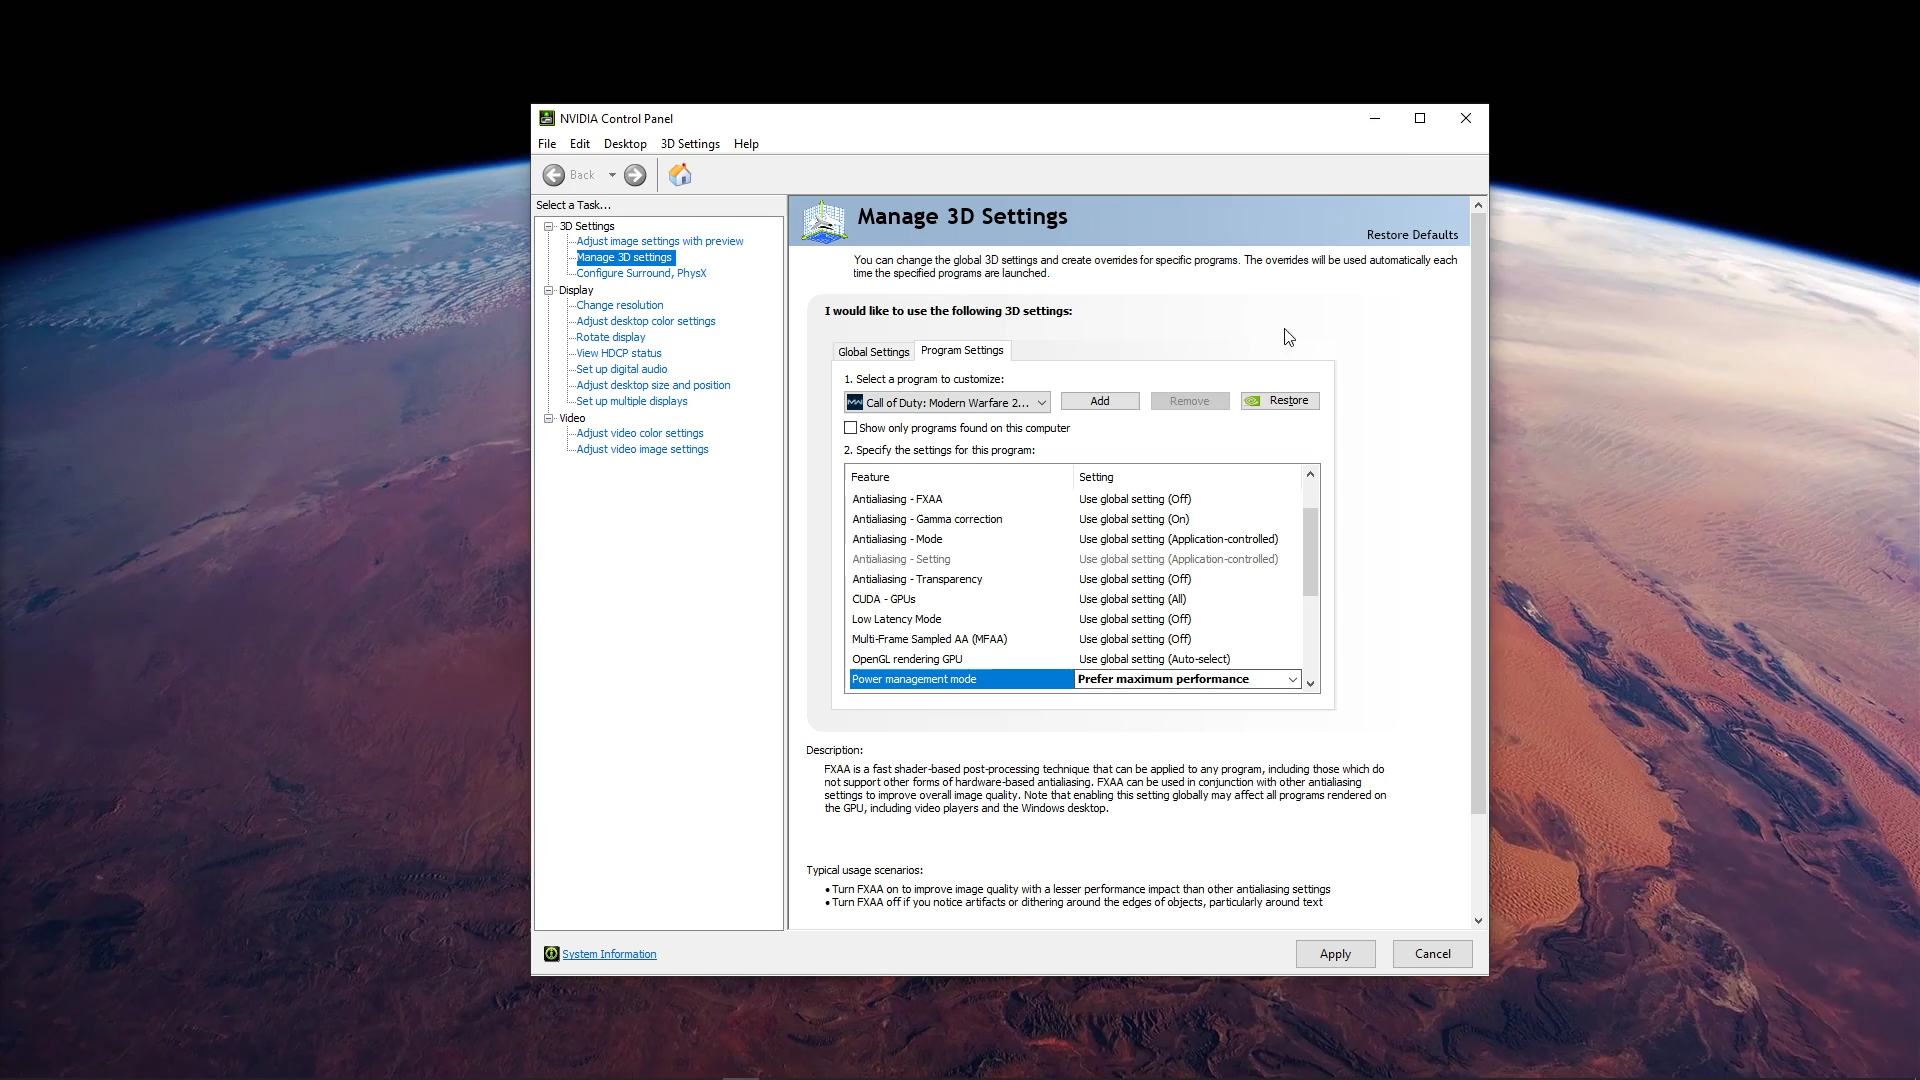 NVIDIA Control Panel
File Edit Desktop 3D Settings Help
Back
Select a Task...
3D Settings
Adjust image settings with preview
Manage 3D settings
Configure Surround, PhysX
Display
Change resolution
Adjust desktop color settings
Rotate display
View HDCP status
Set up digital audio
Adjust desktop size and position
Set up multiple displays
Video
Adjust video color settings
Adjust video image settings
System Information
Manage 3D Settings
Restore Defaults
You can change the global 3D settings and create overrides for specific programs. The overrides will be used automatically each
time the specified programs are launched.
I would like to use the following 3D settings:
Global Settings Program Settings
1. Select a program to customize:
Call of Duty: Modern Warfare 2... Add Remove Restore
Show only programs found on this computer
2. Specify the settings for this program:
Feature Setting
Antialiasing - FXAA Use global setting (Off)
Antialiasing - Gamma correction Use global setting (On)
Antialiasing - Mode Use global setting (Application-controlled)
Antialiasing - Setting Use global setting (Application-controlled)
Antialiasing - Transparency Use global setting (Off)
CUDA - GPUs Use global setting (All)
Low Latency Mode Use global setting (Off)
Multi-Frame Sampled AA (MFAA) Use global setting (Off)
OpenGL rendering GPU Use global setting (Auto-select)
Power management mode Prefer maximum performance
Description:
FXAA is a fast shader-based post-processing technique that can be applied to any program, including those which do
not support other forms of hardware-based antialiasing. FXAA can be used in conjunction with other antialiasing
settings to improve overall image quality. Note that enabling this setting globally may affect all programs rendered on
the GPU, including video players and the Windows desktop.
Typical usage scenarios:
• Turn FXAA on to improve image quality with a lesser performance impact than other antialiasing settings
• Turn FXAA off if you notice artifacts or dithering around the edges of objects, particularly around text
Apply Cancel